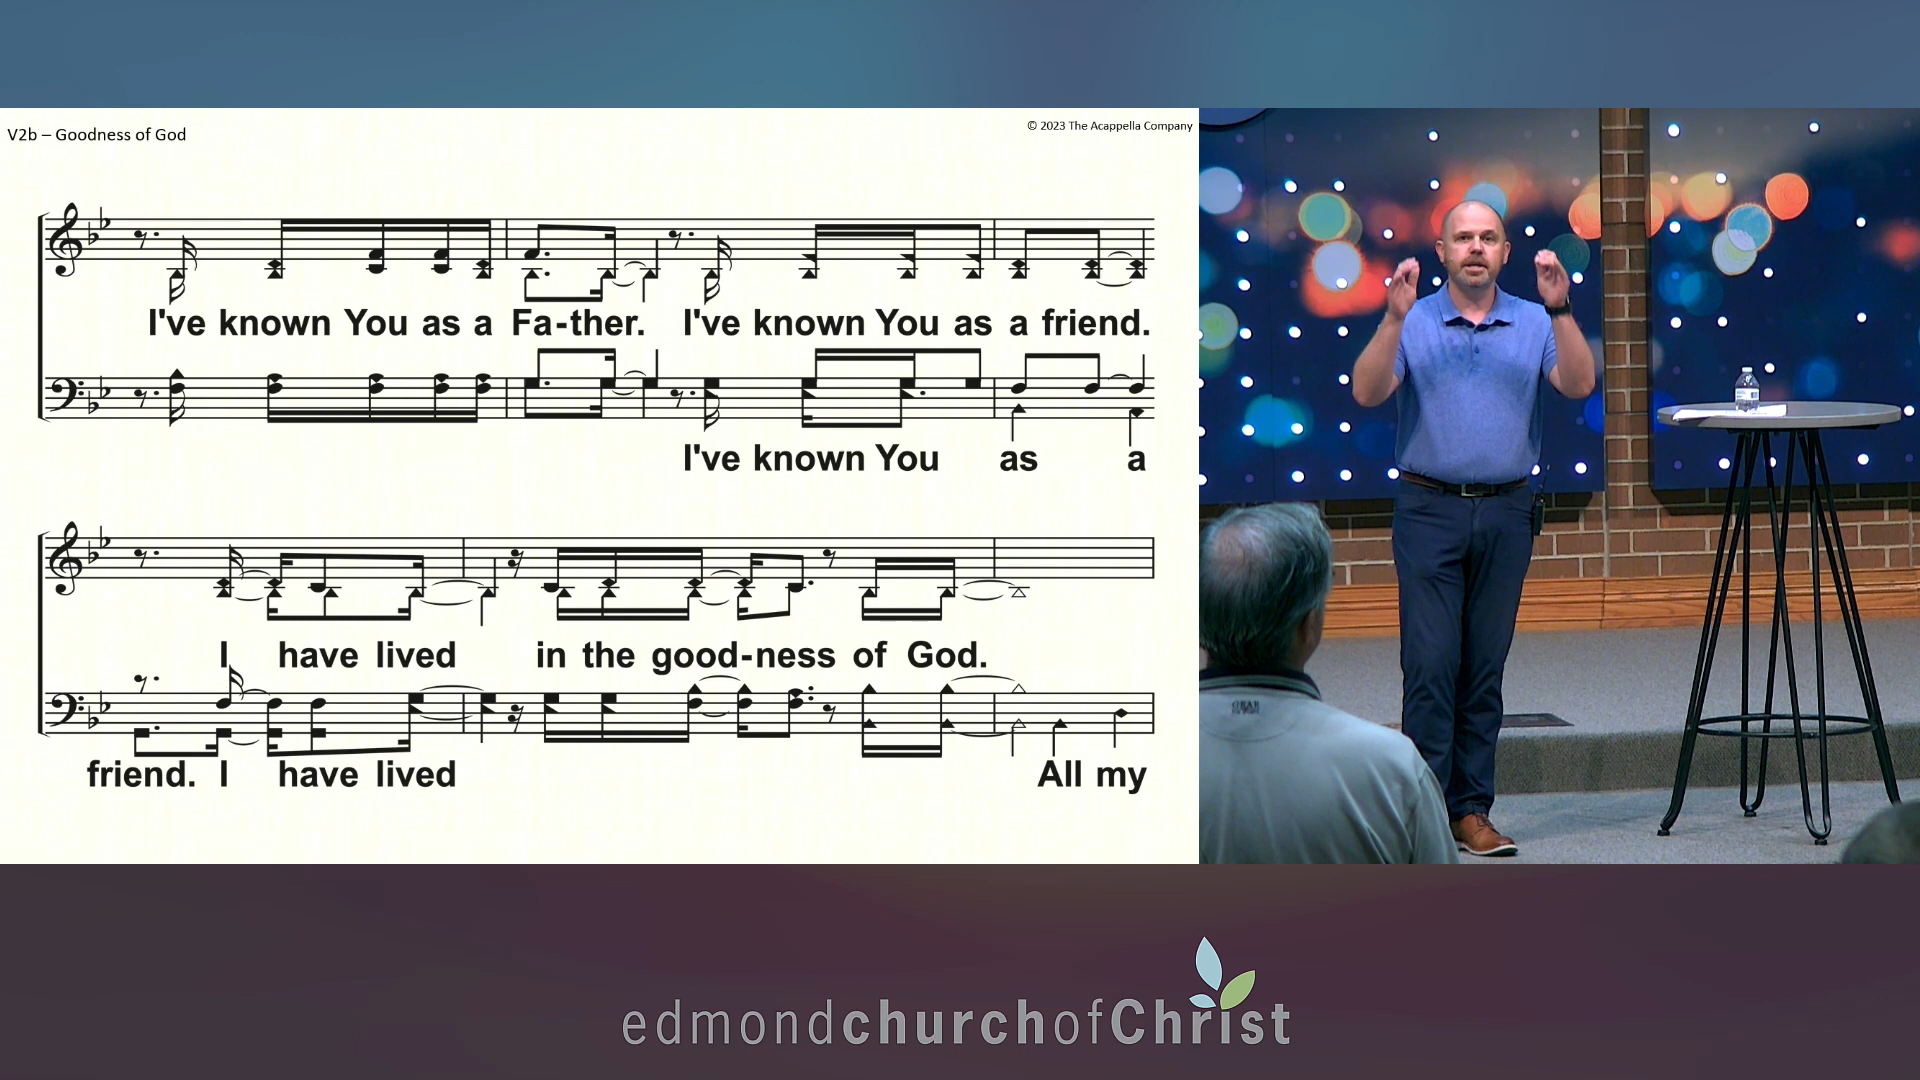 V2b – Goodness of God
© 2023 The Acappella Company
I've known You as a Fa-ther. I've known You as a friend.
I've known You as a
I have lived in the good-ness of God.
friend. I have lived All my
edmondchurchofChrist